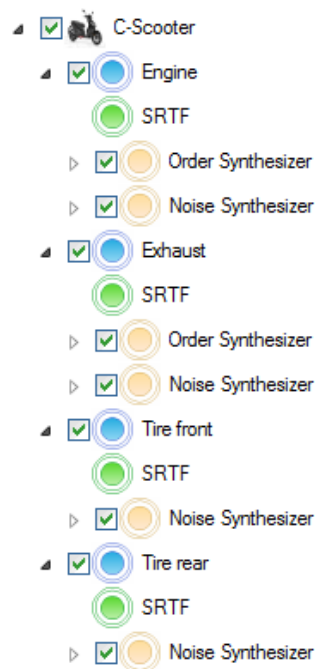 C-Scooter
Engine
SRTF
Order Synthesizer
Noise Synthesizer
Exhaust
SRTF
Order Synthesizer
Noise Synthesizer
Tire front
SRTF
Noise Synthesizer
Tire rear
SRTF
Noise Synthesizer